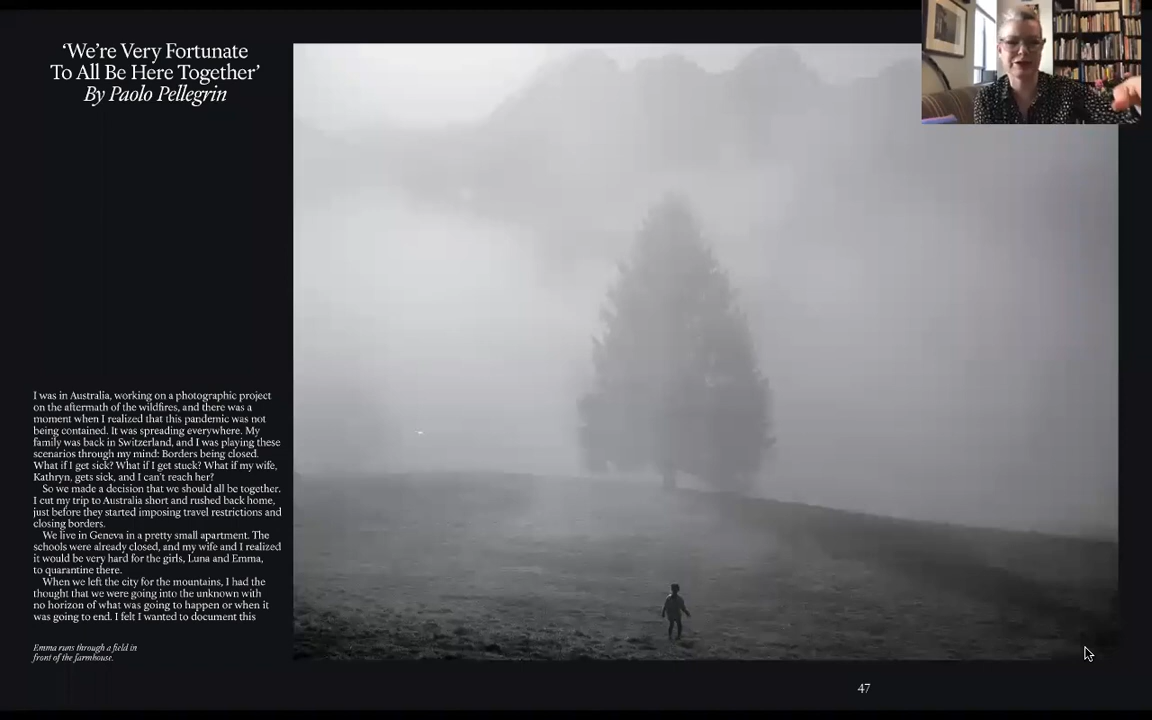 ‘We’re Very Fortunate
To All Be Here Together’
By Paolo Pellegrin
I was in Australia, working on a photographic project
on the aftermath of the wildfires, and there was a
moment when I realized that this pandemic was not
being contained. It was spreading everywhere. My
family was back in Switzerland, and I was playing these
scenarios through my mind: Borders being closed.
What if I get sick? What if I get stuck? What if my wife,
Kathryn, gets sick, and I can’t reach her?
So we made a decision that we should all be together.
I cut my trip to Australia short and rushed back home,
just before they started imposing travel restrictions and
closing borders.
We live in Geneva in a pretty small apartment. The
schools were already closed, and my wife and I realized
it would be very hard for the girls, Luna and Emma,
to quarantine there.
When we left the city for the mountains, I had the
thought that we were going into the unknown with
no horizon of what was going to happen or when it
was going to end. I felt I wanted to document this
Emma runs through a field in
front of the farmhouse.
47